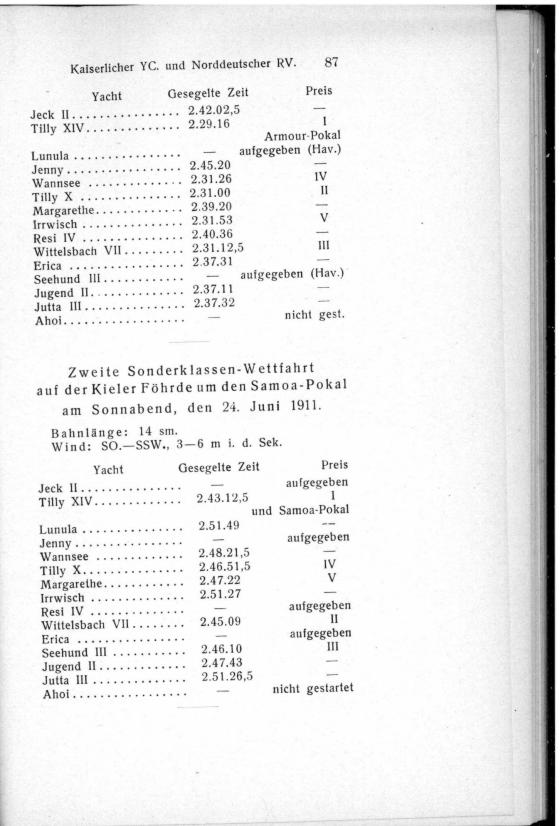 Kaiserlicher YC. und Norddeutscher RV. 87
Yacht Gesegelte Zeit Preis
Jeck II................ 2.42.02,5 —
Tilly XIV.............. 2.29.16 I
Armour-Pokal
Lunula ................ — aufgegeben (Hav.)
Jenny.................. 2.45.20 —
Wannsee .............. 2.31.26 IV
Tilly X ............... 2.31.00 II
Margarethe............. 2.39.20 —
Irrwisch ............... 2.31.53 V
Resi IV ............... 2.40.36 —
Wittelsbach VII......... 2.31.12,5 III
Erica ................. 2.37.31 —
Seehund III............ — aufgegeben (Hav.)
Jugend II.............. 2.37.11 —
Jutta III............... 2.37.32 —
Ahoi.................. — nicht gest.
Zweite Sonderklassen-Wettfahrt
auf der Kieler Föhrde um den Samoa-Pokal
am Sonnabend, den 24. Juni 1911.
Bahnlänge: 14 sm.
Wind: SO.—SSW., 3—6 m i. d. Sek.
Yacht Gesegelte Zeit Preis
Jeck II............... — aufgegeben
Tilly XIV............. 2.43.12,5 I
und Samoa-Pokal
Lunula ............... 2.51.49 —
Jenny................ — aufgegeben
Wannsee ............. 2.48.21,5 —
Tilly X............... 2.46.51,5 IV
Margarethe............ 2.47.22 V
Irrwisch .............. 2.51.27 —
Resi IV .............. — aufgegeben
Wittelsbach VII........ 2.45.09 II
Erica ................ — aufgegeben
Seehund III ........... 2.46.10 III
Jugend II............. 2.47.43 —
Jutta III .............. 2.51.26,5 —
Ahoi................. — nicht gestartet